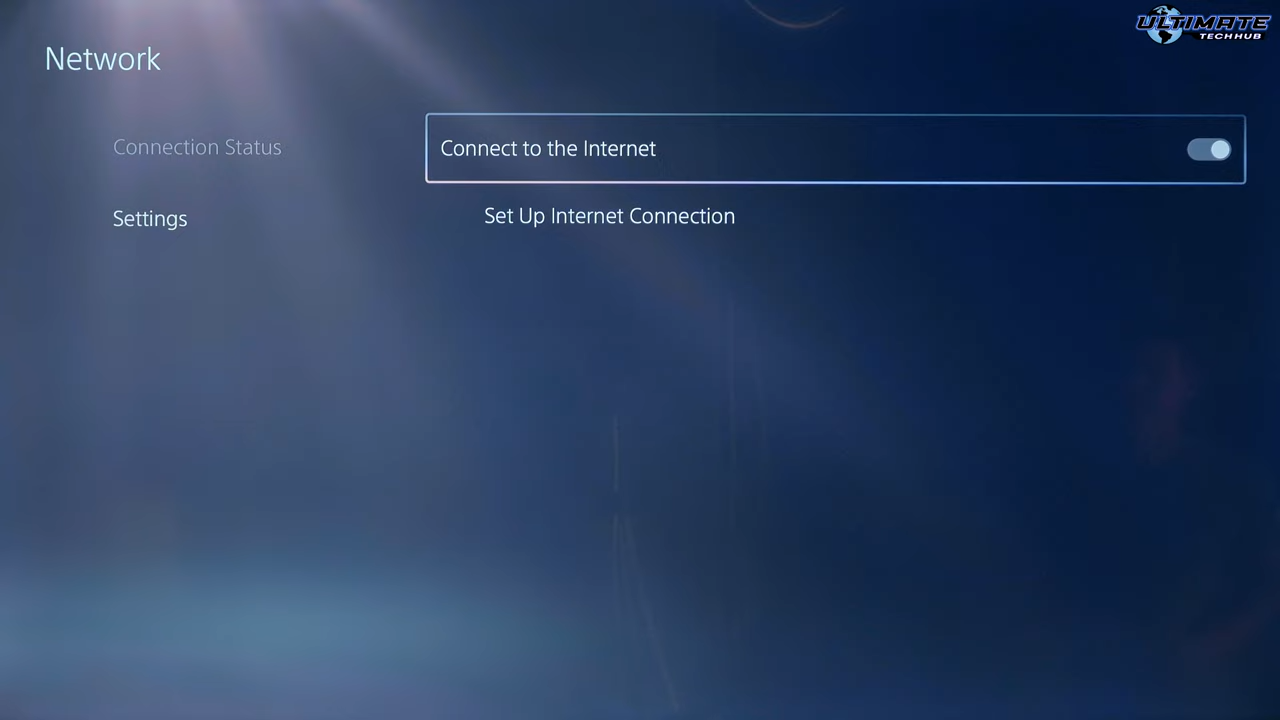 ULTIMATE
TECHHUB
Network
Connection Status
Connect to the Internet
Settings
Set Up Internet Connection